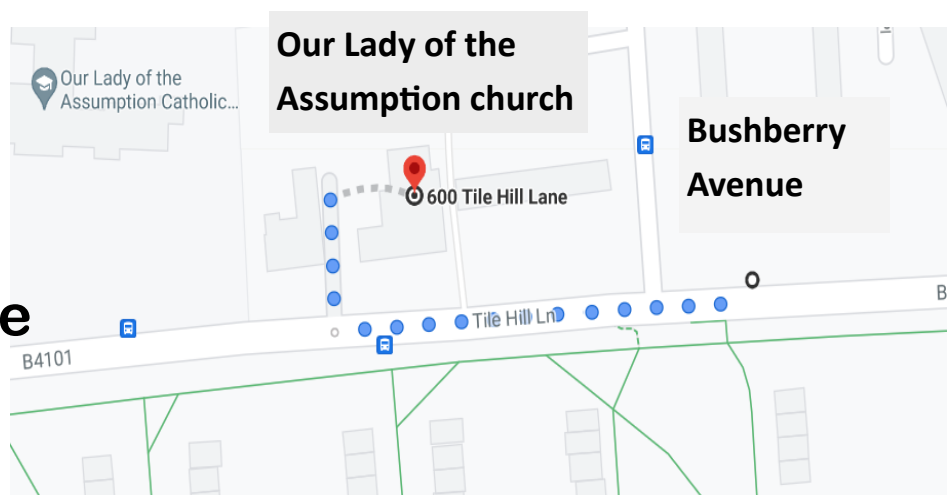 Our Lady of the
Assumption church
Our Lady of the
Assumption Catholic...
Bushberry
Avenue
600 Tile Hill Lane
e
Tile Hill Ln
B4101
B